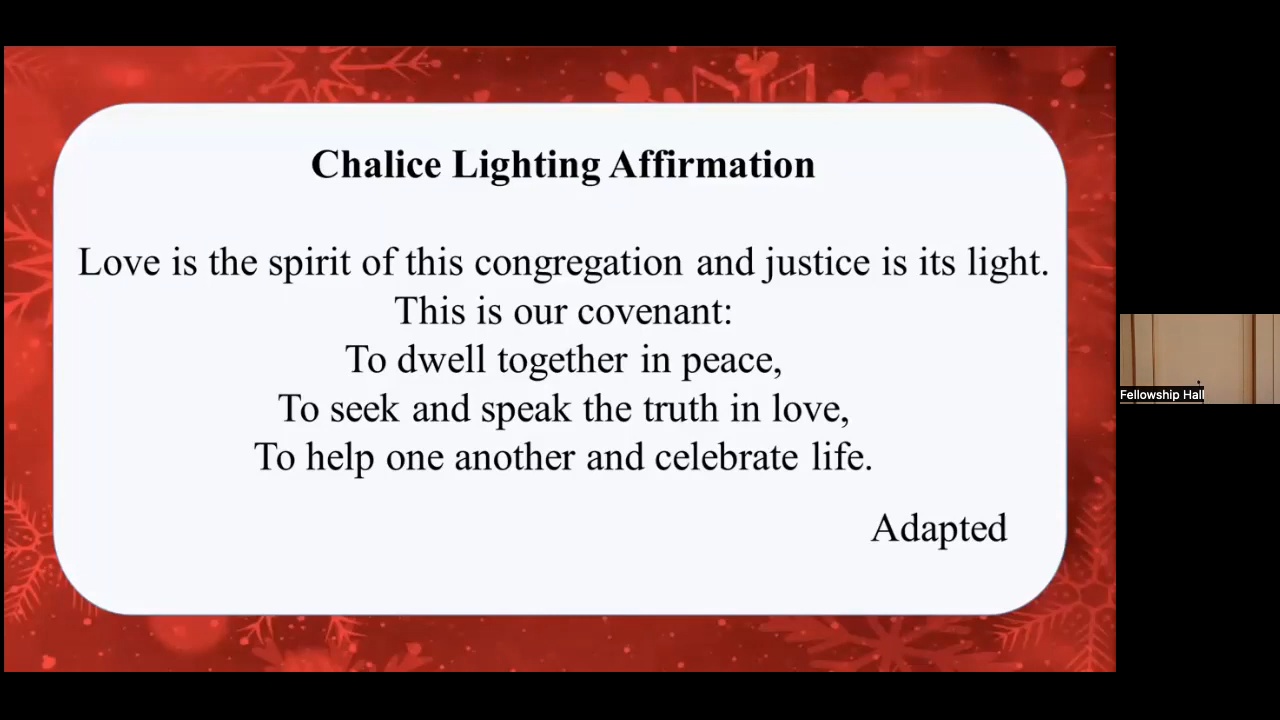 Chalice Lighting Affirmation
Love is the spirit of this congregation and justice is its light.
This is our covenant:
To dwell together in peace,
To seek and speak the truth in love,
To help one another and celebrate life.
Adapted
Fellowship Hall